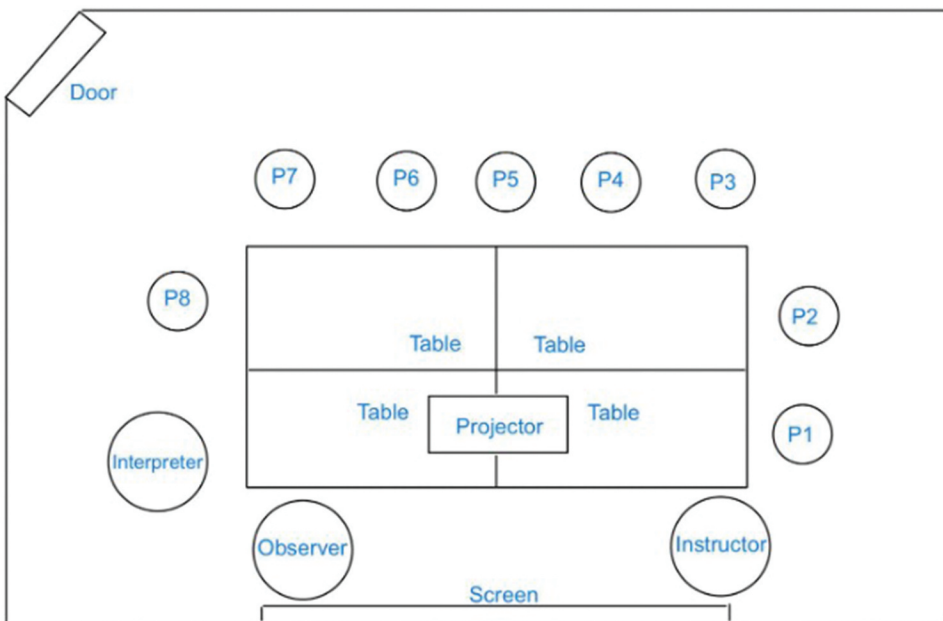 Door
P7
P6
P5
P4
P3
P8
P2
Table
Table
Table
Projector
Table
P1
Interpreter
Observer
Instructor
Screen